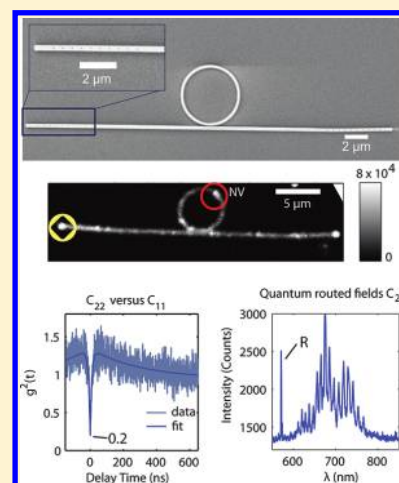 2 µm
2 µm
NV
5 µm
8 x 10⁴
0
C₂₂ versus C₁₁
g²(t)
1.5
1
0.5
0
0.2
data
fit
-400
0
400
Delay Time (ns)
Quantum routed fields C₂
Intensity (Counts)
3000
2500
2000
1500
R
600
700
800
λ (nm)